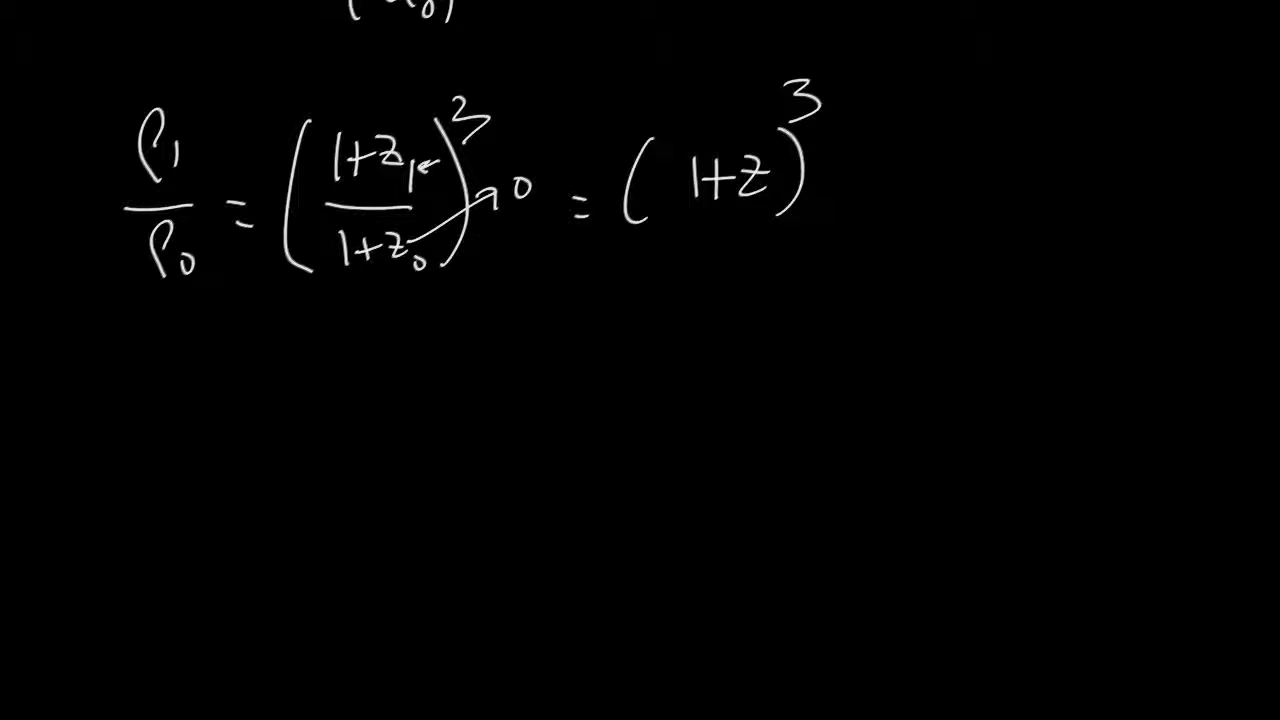 ρ₁/ρ₀ = ((1+z₁)/(1+z₀))³ → 0 = (1+z)³